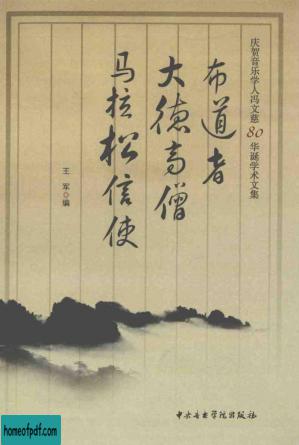 庆贺音乐学人冯文慈80华诞学术文集
布道者
大德高僧
马拉松信使
王军 编
中央音乐学院出版社
homeofpdf.com